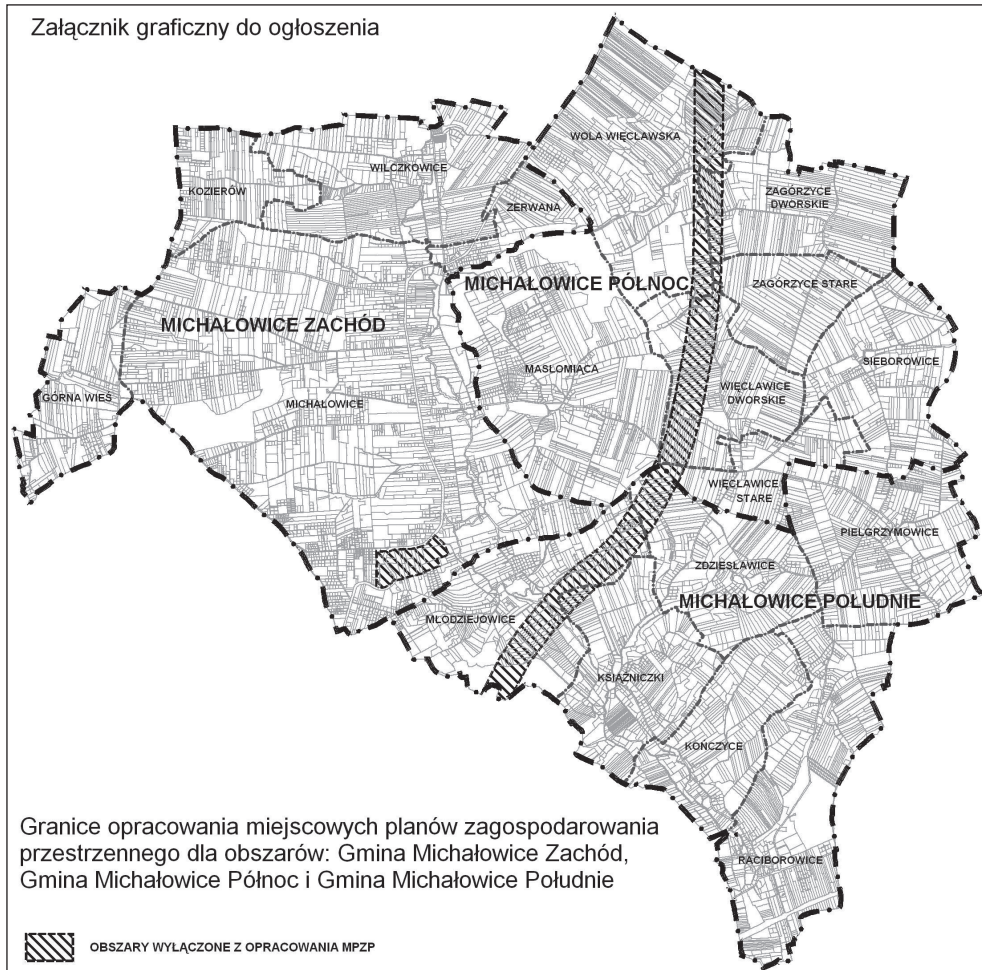 Załącznik graficzny do ogłoszenia
WOLA WIĘCŁAWSKA
WILCZKOWICE
KOZIERÓW
ZAGÓRZYCE
DWORSKIE
ZERWANA
MICHAŁOWICE PÓŁNOC
ZAGÓRZYCE STARE
MICHAŁOWICE ZACHÓD
SIEBOROWICE
MASŁOMIĄCA
WIĘCŁAWICE
DWORSKIE
GÓRNA WIEŚ
MICHAŁOWICE
WIĘCŁAWICE
STARE
PIELGRZYMOWICE
ZDZIESŁAWICE
MICHAŁOWICE POŁUDNIE
MŁODZIEJOWICE
KSIĄŻNICZKI
KOŃCZYCE
Granice opracowania miejscowych planów zagospodarowania
przestrzennego dla obszarów: Gmina Michałowice Zachód,
Gmina Michałowice Północ i Gmina Michałowice Południe
RACIBOROWICE
OBSZARY WYŁĄCZONE Z OPRACOWANIA MPZP